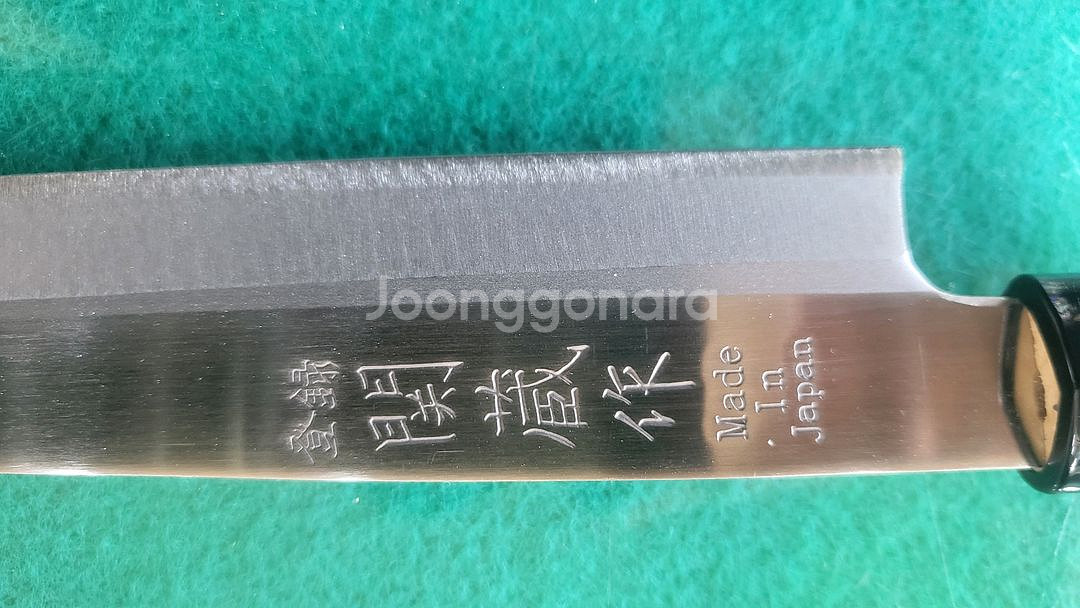 登録
関
蔵
作
Made
In
Japan
Joonggonara